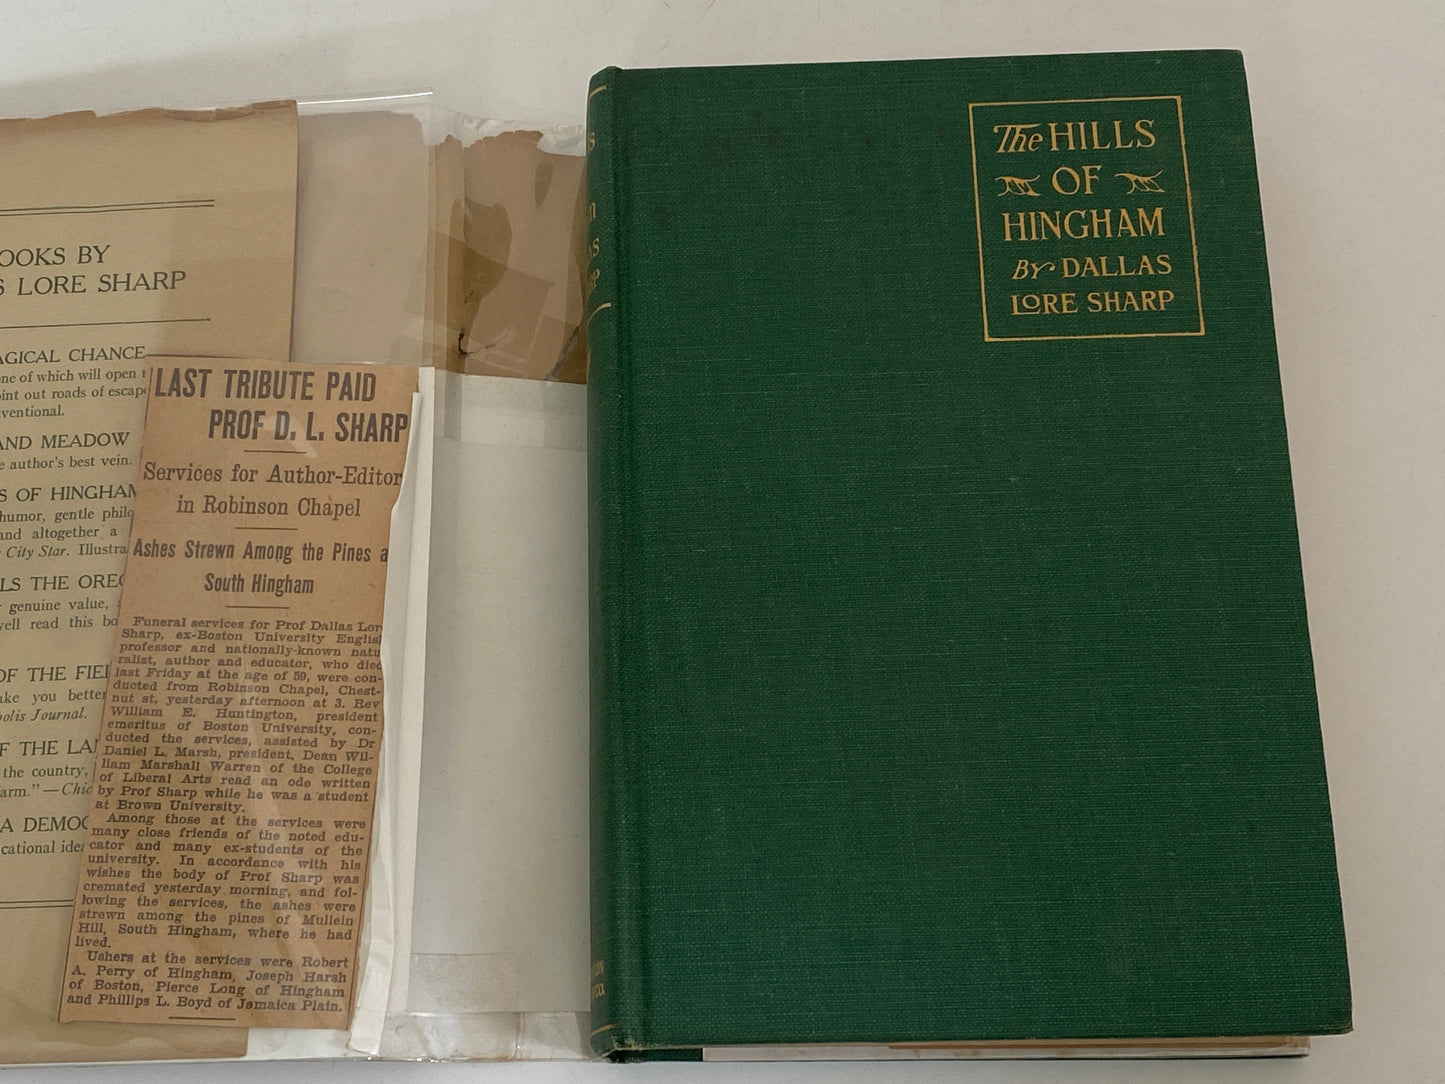 OOKS BY
S LORE SHARP
AGICAL CHANCE
one of which will open
oint out roads of escape
ventional.
AND MEADOW
e author's best vein.
S OF HINGHAM
humor, gentle philo
and altogether a
City Star. Illustra
LS THE OREG
genuine value,
well read this bo
OF THE FIEL
ake you better
polis Journal.
F THE LA
the country,
arm." — Chic
A DEMOC
cational idea
LAST TRIBUTE PAID
PROF D. L. SHARP
Services for Author-Editor
in Robinson Chapel
Ashes Strewn Among the Pines a
South Hingham
Funeral services for Prof Dallas Lor
Sharp, ex-Boston University English
professor and nationally-known natu
ralist, author and educator, who died
last Friday at the age of 59, were con-
ducted from Robinson Chapel, Chest-
nut st, yesterday afternoon at 3. Rev
William E. Huntington, president
emeritus of Boston University, con-
ducted the services, assisted by Dr
Daniel L. Marsh, president. Dean Wil-
liam Marshall Warren of the College
of Liberal Arts read an ode written
by Prof Sharp while he was a student
at Brown University.
Among those at the services were
many close friends of the noted edu-
cator and many ex-students of the
university. In accordance with his
wishes the body of Prof Sharp was
cremated yesterday morning, and fol-
lowing the services, the ashes were
strewn among the pines of Mullein
Hill, South Hingham, where he had
lived.
Ushers at the services were Robert
A. Perry of Hingham, Joseph Harsh
of Boston, Pierce Long of Hingham
and Phillips L. Boyd of Jamaica Plain.
The HILLS
OF
HINGHAM
BY DALLAS
LORE SHARP